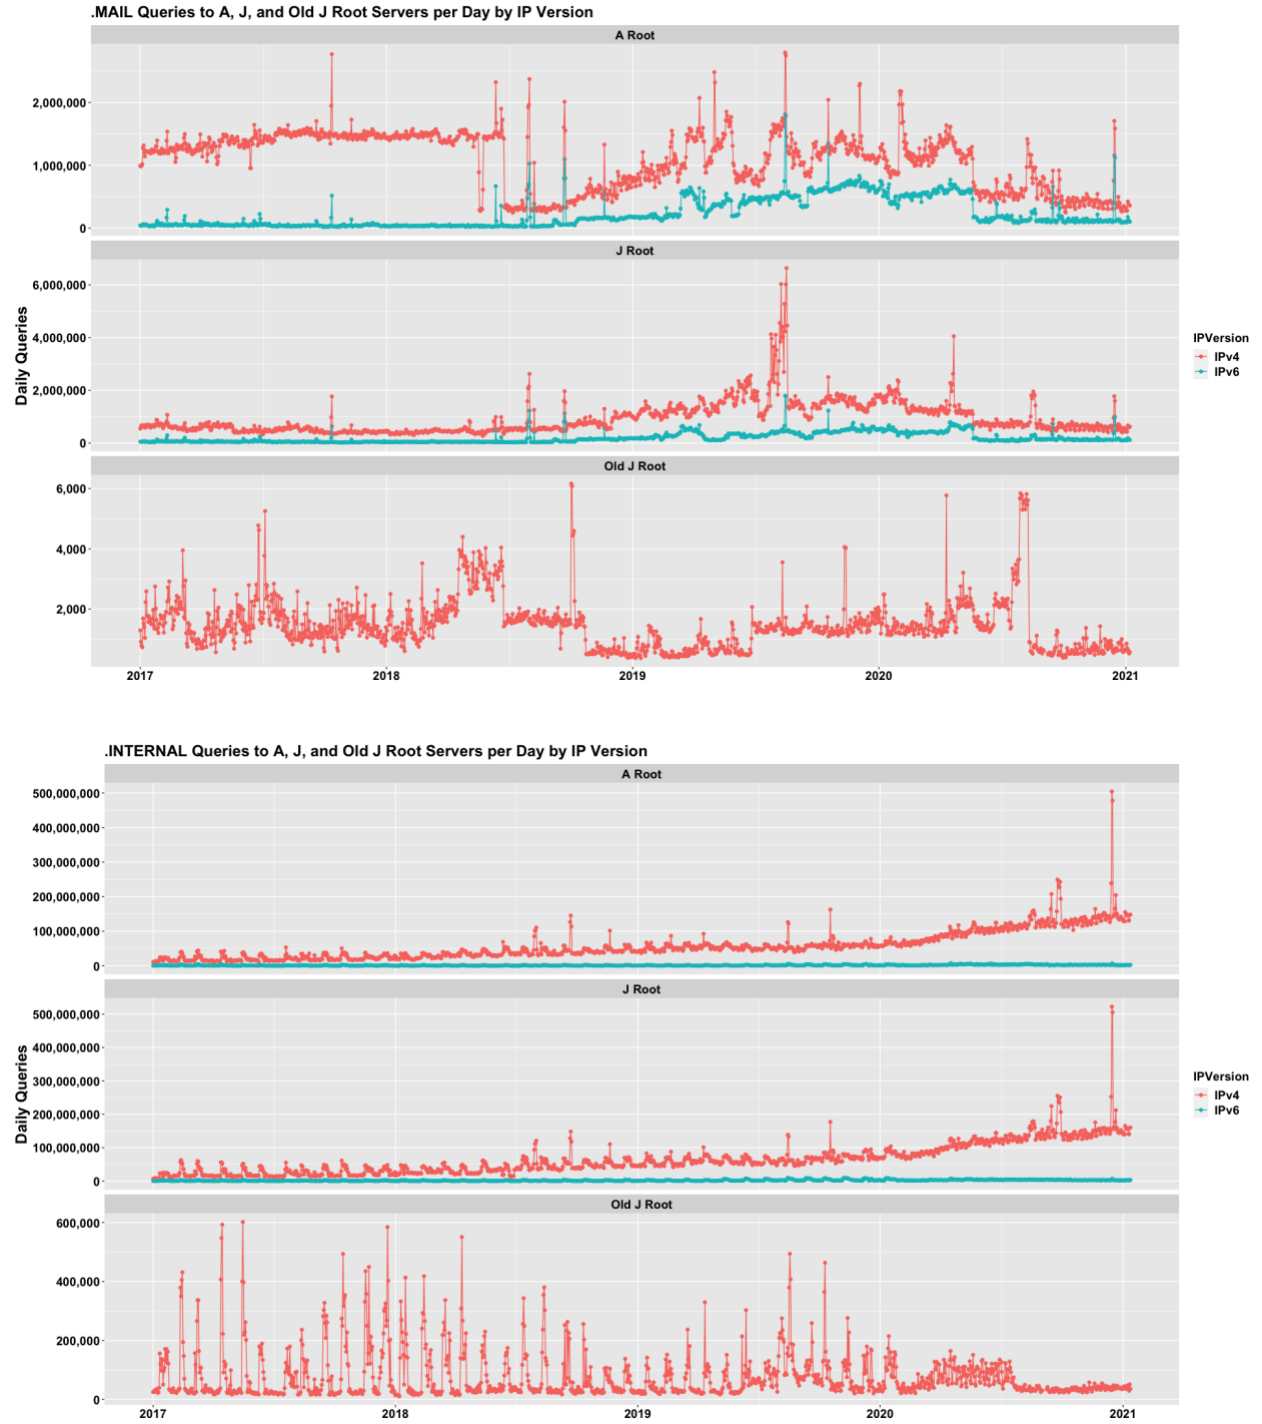 .MAIL Queries to A, J, and Old J Root Servers per Day by IP Version
A Root
2,000,000
1,000,000
0
J Root
6,000,000
4,000,000
2,000,000
0
Old J Root
6,000
4,000
2,000
2017 2018 2019 2020 2021
Daily Queries
IPVersion
IPv4
IPv6
.INTERNAL Queries to A, J, and Old J Root Servers per Day by IP Version
A Root
500,000,000
400,000,000
300,000,000
200,000,000
100,000,000
0
J Root
500,000,000
400,000,000
300,000,000
200,000,000
100,000,000
0
Old J Root
600,000
400,000
200,000
0
2017 2018 2019 2020 2021
Daily Queries
IPVersion
IPv4
IPv6